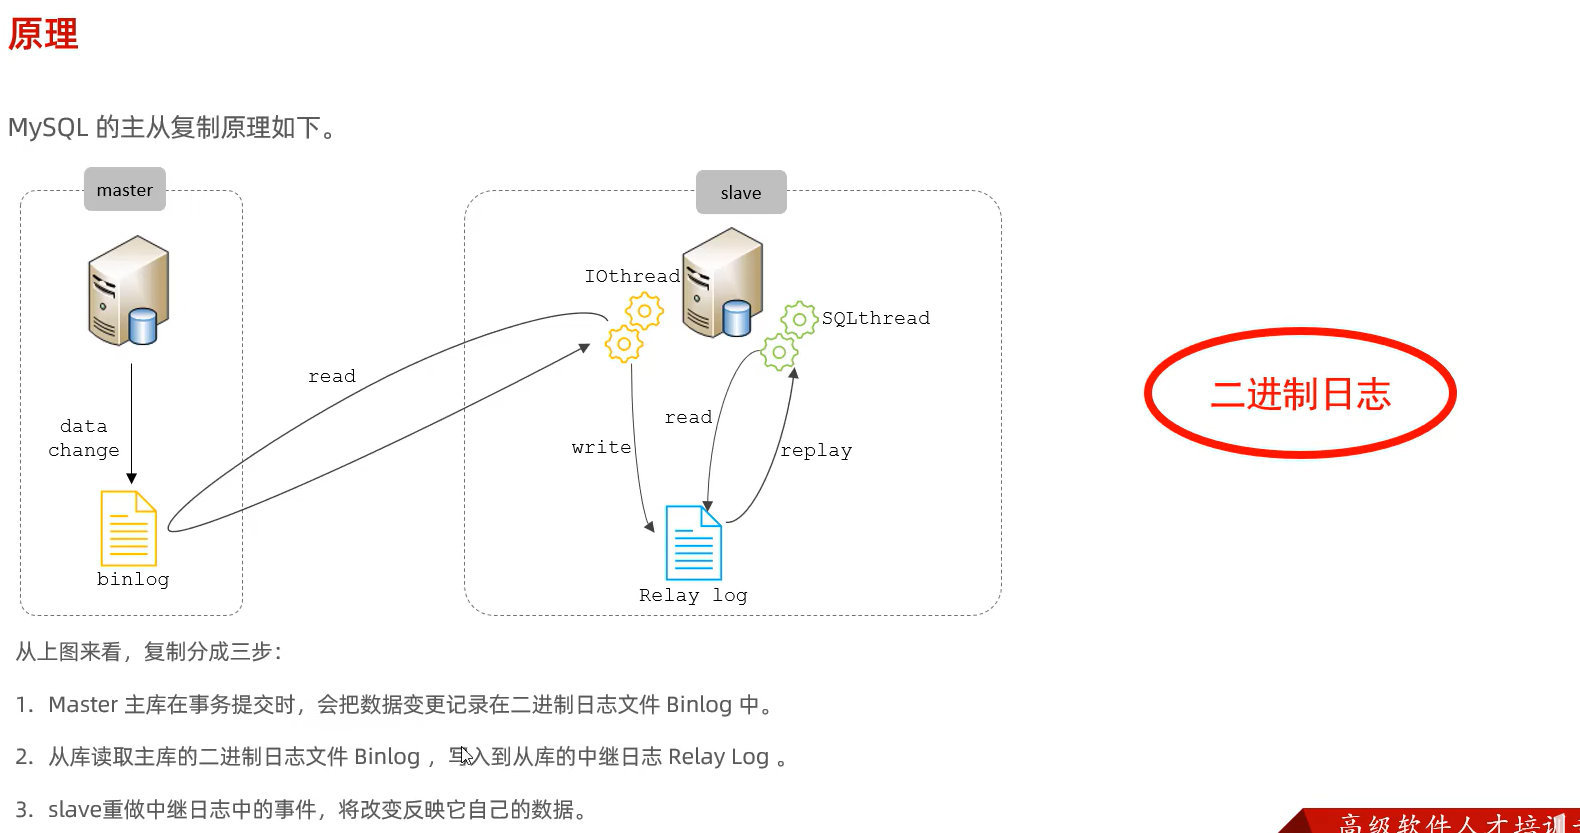 原理
MySQL 的主从复制原理如下。
master
slave
IOthread
SQLthread
read
data
change
read
write
replay
二进制日志
binlog
Relay log
从上图来看，复制分成三步：
1. Master 主库在事务提交时，会把数据变更记录在二进制日志文件 Binlog 中。
2. 从库读取主库的二进制日志文件 Binlog ，写入到从库的中继日志 Relay Log 。
3. slave重做中继日志中的事件，将改变反映它自己的数据。
高级软件人才培训